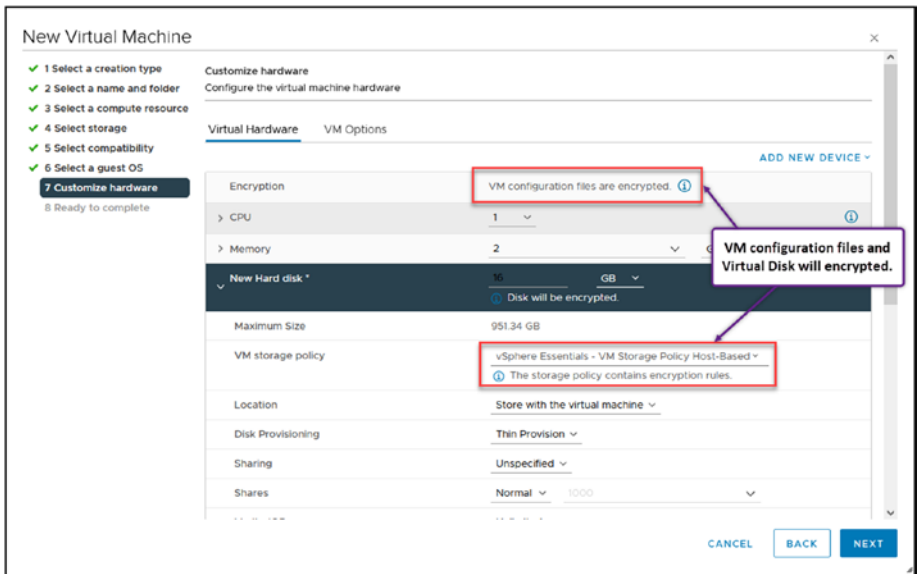 New Virtual Machine
1 Select a creation type
2 Select a name and folder
3 Select a compute resource
4 Select storage
5 Select compatibility
6 Select a guest OS
7 Customize hardware
8 Ready to complete
Customize hardware
Configure the virtual machine hardware
Virtual Hardware VM Options
ADD NEW DEVICE
Encryption VM configuration files are encrypted.
CPU 1
Memory 2
VM configuration files and
Virtual Disk will encrypted.
New Hard disk * 16 GB
Disk will be encrypted.
Maximum Size 951.34 GB
VM storage policy vSphere Essentials - VM Storage Policy Host-Based
The storage policy contains encryption rules.
Location Store with the virtual machine
Disk Provisioning Thin Provision
Sharing Unspecified
Shares Normal 1000
CANCEL BACK NEXT